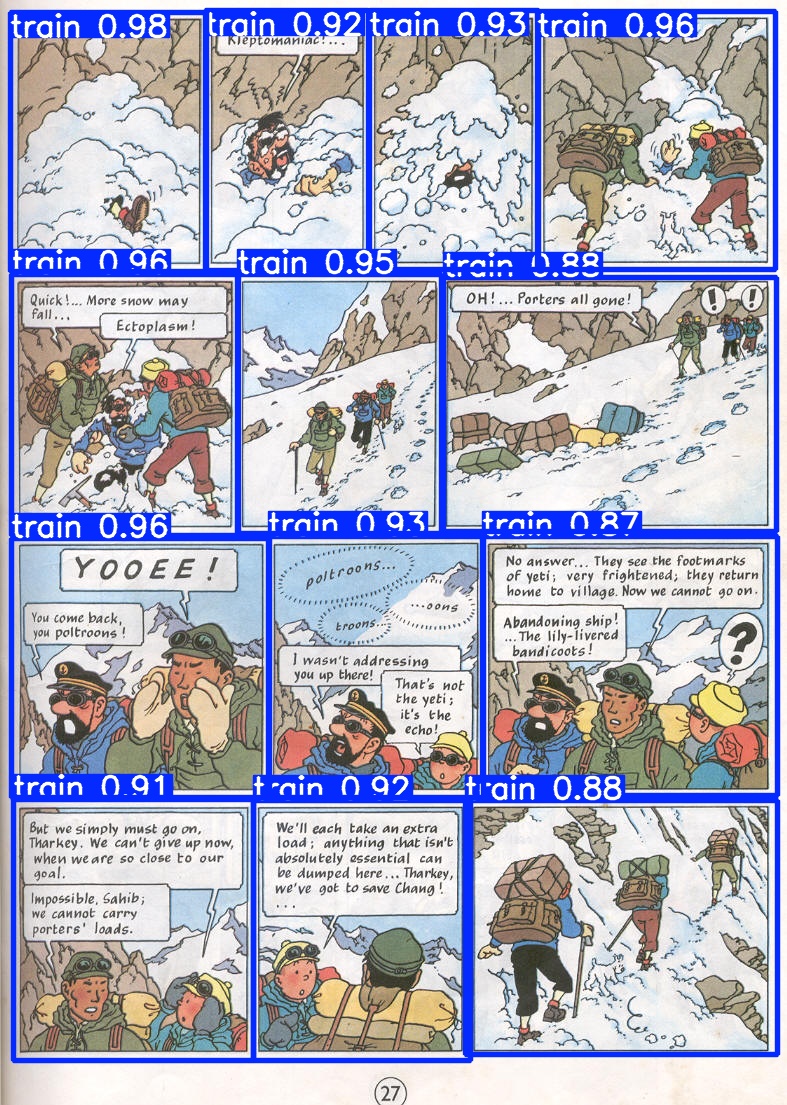 train 0.98
train 0.92
train 0.93
train 0.96
Kleptomaniac!...
train 0.96
train 0.95
train 0.88
Quick!... More snow may
fall...
Ectoplasm!
OH!... Porters all gone!
! !
train 0.96
train 0.93
train 0.87
YOOEE!
You come back,
you poltroons!
poltroons...
...oons
troons...
I wasn't addressing
you up there!
That's not
the yeti;
it's the
echo!
No answer... They see the footmarks
of yeti; very frightened; they return
home to village. Now we cannot go on.
Abandoning ship!
...The lily-livered
bandicoots!
?
train 0.91
train 0.92
train 0.88
But we simply must go on,
Tharkey. We can't give up now,
when we are so close to our
goal.
Impossible, Sahib;
we cannot carry
porters' loads.
We'll each take an extra
load; anything that isn't
absolutely essential can
be dumped here... Tharkey,
we've got to save Chang!
...
27